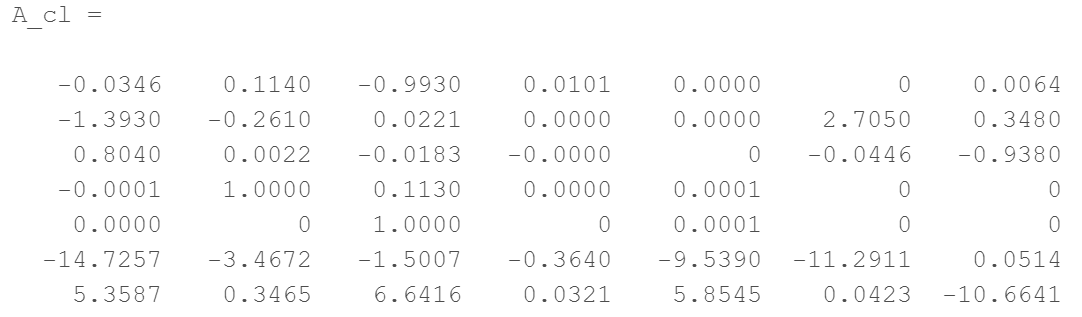 A_cl =
-0.0346 0.1140 -0.9930 0.0101 0.0000 0 0.0064
-1.3930 -0.2610 0.0221 0.0000 0.0000 2.7050 0.3480
0.8040 0.0022 -0.0183 -0.0000 0 -0.0446 -0.9380
-0.0001 1.0000 0.1130 0.0000 0.0001 0 0
0.0000 0 1.0000 0 0.0001 0 0
-14.7257 -3.4672 -1.5007 -0.3640 -9.5390 -11.2911 0.0514
5.3587 0.3465 6.6416 0.0321 5.8545 0.0423 -10.6641